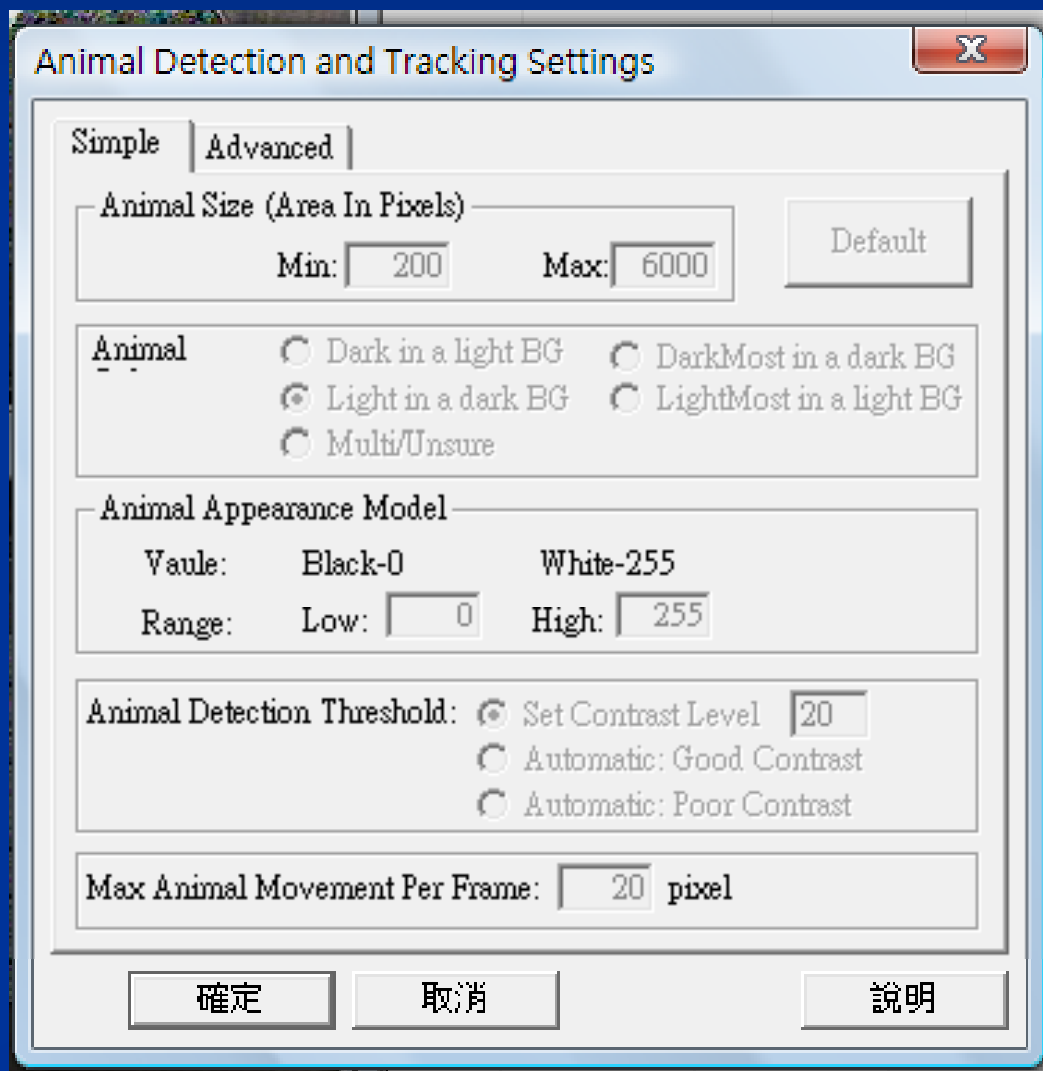 Animal Detection and Tracking Settings
Simple Advanced
Animal Size (Area In Pixels)
Min: 200 Max: 6000 Default
Animal
Dark in a light BG DarkMost in a dark BG
Light in a dark BG LightMost in a light BG
Multi/Unsure
Animal Appearance Model
Vaule: Black-0 White-255
Range: Low: 0 High: 255
Animal Detection Threshold: Set Contrast Level 20
Automatic: Good Contrast
Automatic: Poor Contrast
Max Animal Movement Per Frame: 20 pixel
確定 取消 說明